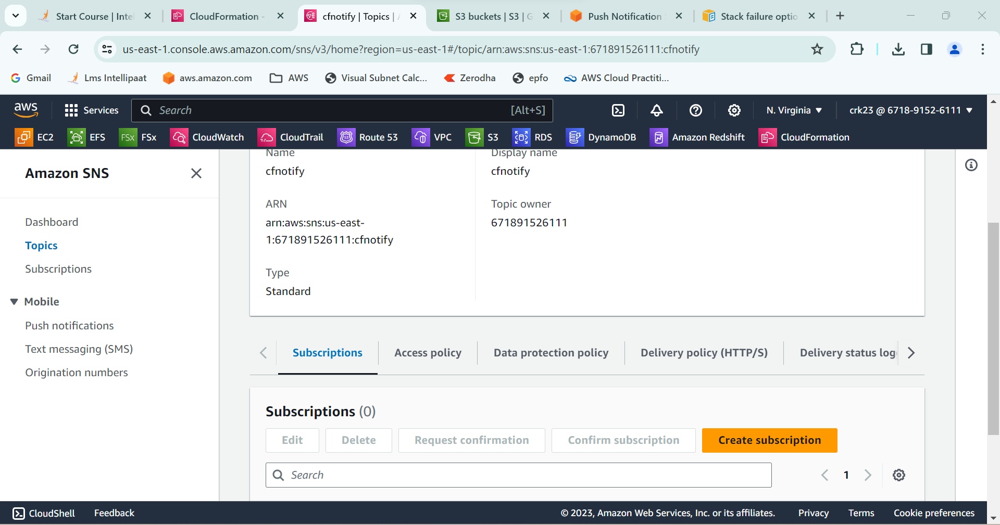 Start Course | Inte
CloudFormation -
cfnotify | Topics | A
S3 buckets | S3 | G
Push Notification S
Stack failure optio
us-east-1.console.aws.amazon.com/sns/v3/home?region=us-east-1#/topic/arn:aws:sns:us-east-1:671891526111:cfnotify
Gmail
Lms Intellipaat
aws.amazon.com
AWS
Visual Subnet Calc...
Zerodha
epfo
AWS Cloud Practiti...
aws
Services
Search
[Alt+S]
N. Virginia
crk23 @ 6718-9152-6111
EC2
EFS
FSx
FSx
CloudWatch
CloudTrail
53
Route 53
VPC
S3
RDS
DynamoDB
Amazon Redshift
CloudFormation
Amazon SNS
Dashboard
Topics
Subscriptions
Mobile
Push notifications
Text messaging (SMS)
Origination numbers
Name
cfnotify
Display name
cfnotify
ARN
arn:aws:sns:us-east-
1:671891526111:cfnotify
Topic owner
671891526111
Type
Standard
Subscriptions
Access policy
Data protection policy
Delivery policy (HTTP/S)
Delivery status log
Subscriptions (0)
Edit
Delete
Request confirmation
Confirm subscription
Create subscription
Search
1
CloudShell
Feedback
© 2023, Amazon Web Services, Inc. or its affiliates.
Privacy
Terms
Cookie preferences